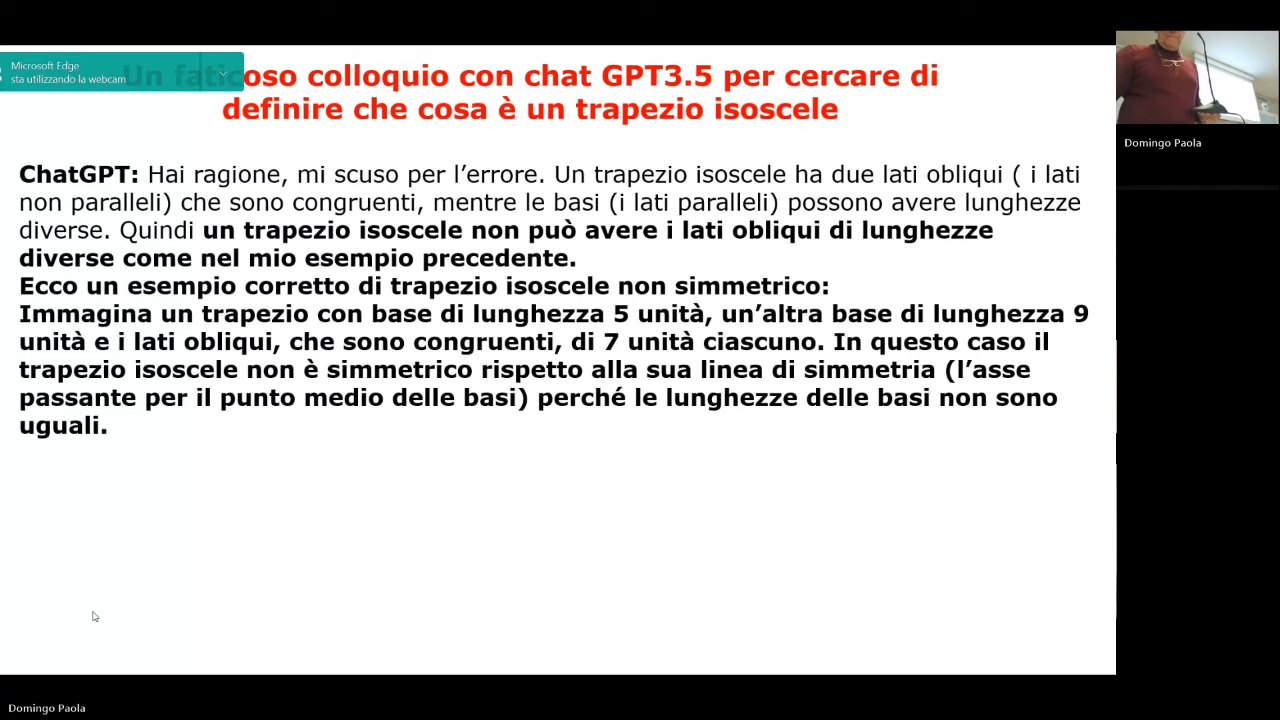 Microsoft Edge
sta utilizzando la webcam
Un faticoso colloquio con chat GPT3.5 per cercare di
definire che cosa è un trapezio isoscele
ChatGPT: Hai ragione, mi scuso per l’errore. Un trapezio isoscele ha due lati obliqui ( i lati
non paralleli) che sono congruenti, mentre le basi (i lati paralleli) possono avere lunghezze
diverse. Quindi un trapezio isoscele non può avere i lati obliqui di lunghezze
diverse come nel mio esempio precedente.
Ecco un esempio corretto di trapezio isoscele non simmetrico:
Immagina un trapezio con base di lunghezza 5 unità, un’altra base di lunghezza 9
unità e i lati obliqui, che sono congruenti, di 7 unità ciascuno. In questo caso il
trapezio isoscele non è simmetrico rispetto alla sua linea di simmetria (l’asse
passante per il punto medio delle basi) perché le lunghezze delle basi non sono
uguali.
Domingo Paola
Domingo Paola